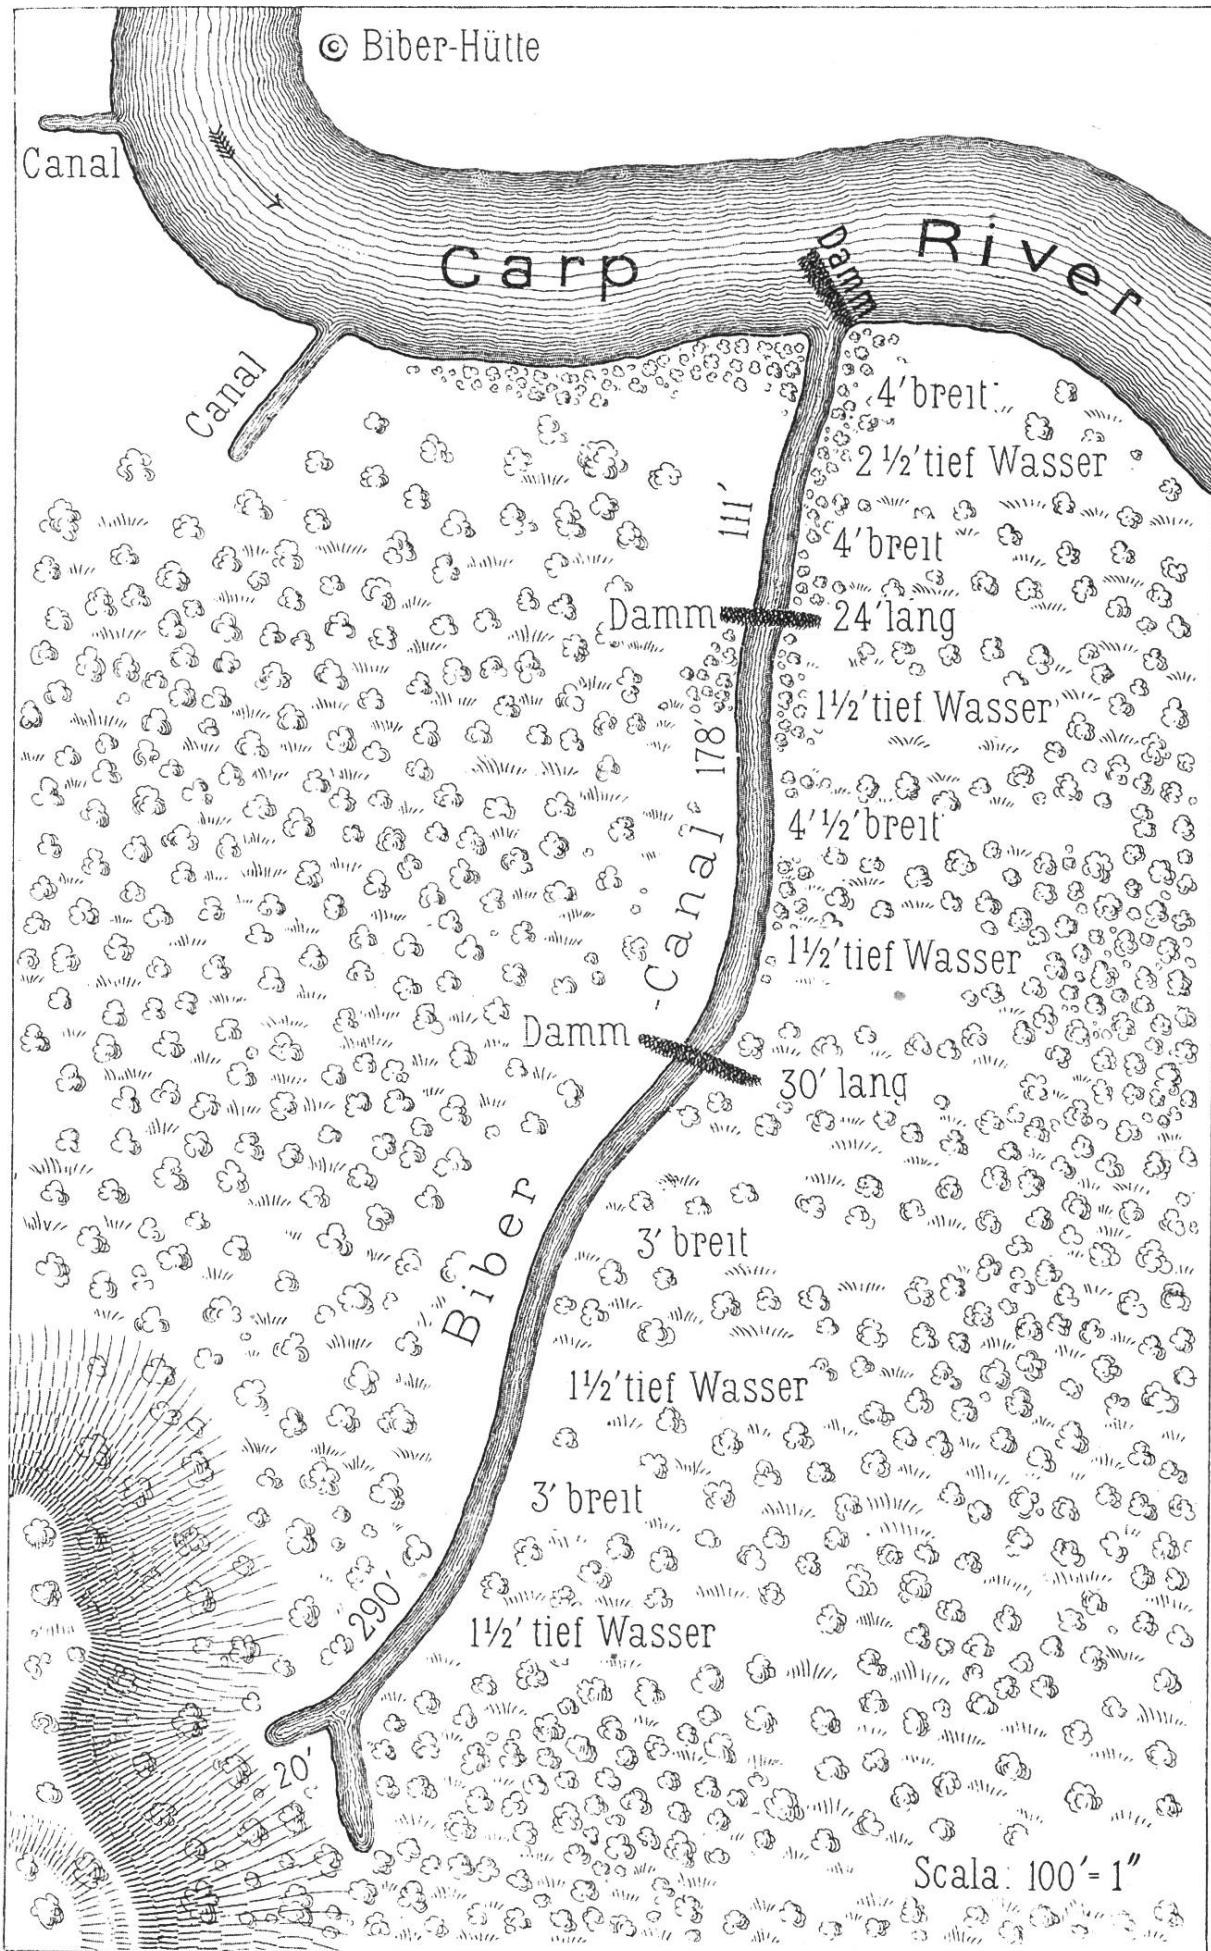 Biber-Hütte
Canal
Carp River
Damm
Canal
4' breit
2 ½' tief Wasser
111'
4' breit
Damm 24' lang
1½' tief Wasser
178'
4' ½' breit
1½' tief Wasser
Damm
30' lang
Biber-Canal
3' breit
1½' tief Wasser
3' breit
290'
1½' tief Wasser
20'
Scala: 100' = 1"